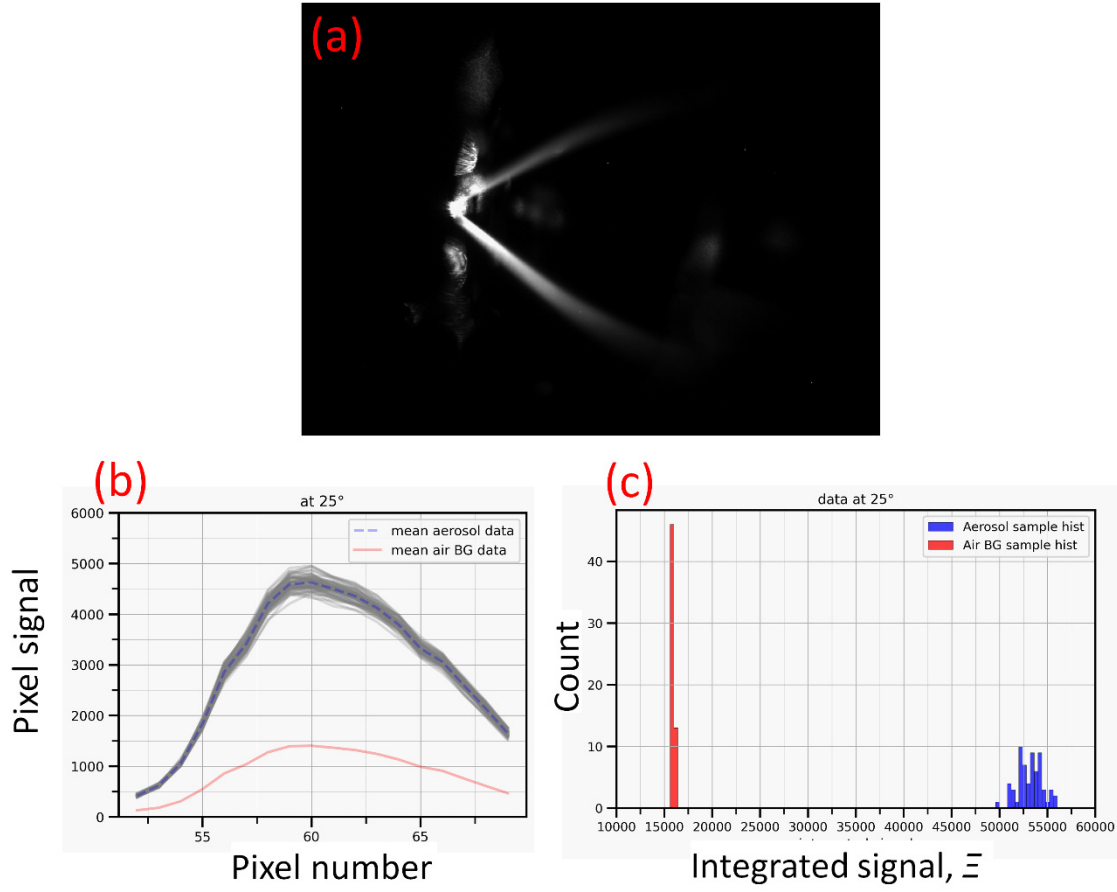 (a)
(b)
at 25°
6000
5000
4000
3000
2000
1000
0
55
60
65
mean aerosol data
mean air BG data
Pixel signal
Pixel number
(c)
data at 25°
40
30
20
10
0
10000 15000 20000 25000 30000 35000 40000 45000 50000 55000 60000
Aerosol sample hist
Air BG sample hist
Count
Integrated signal, Ξ